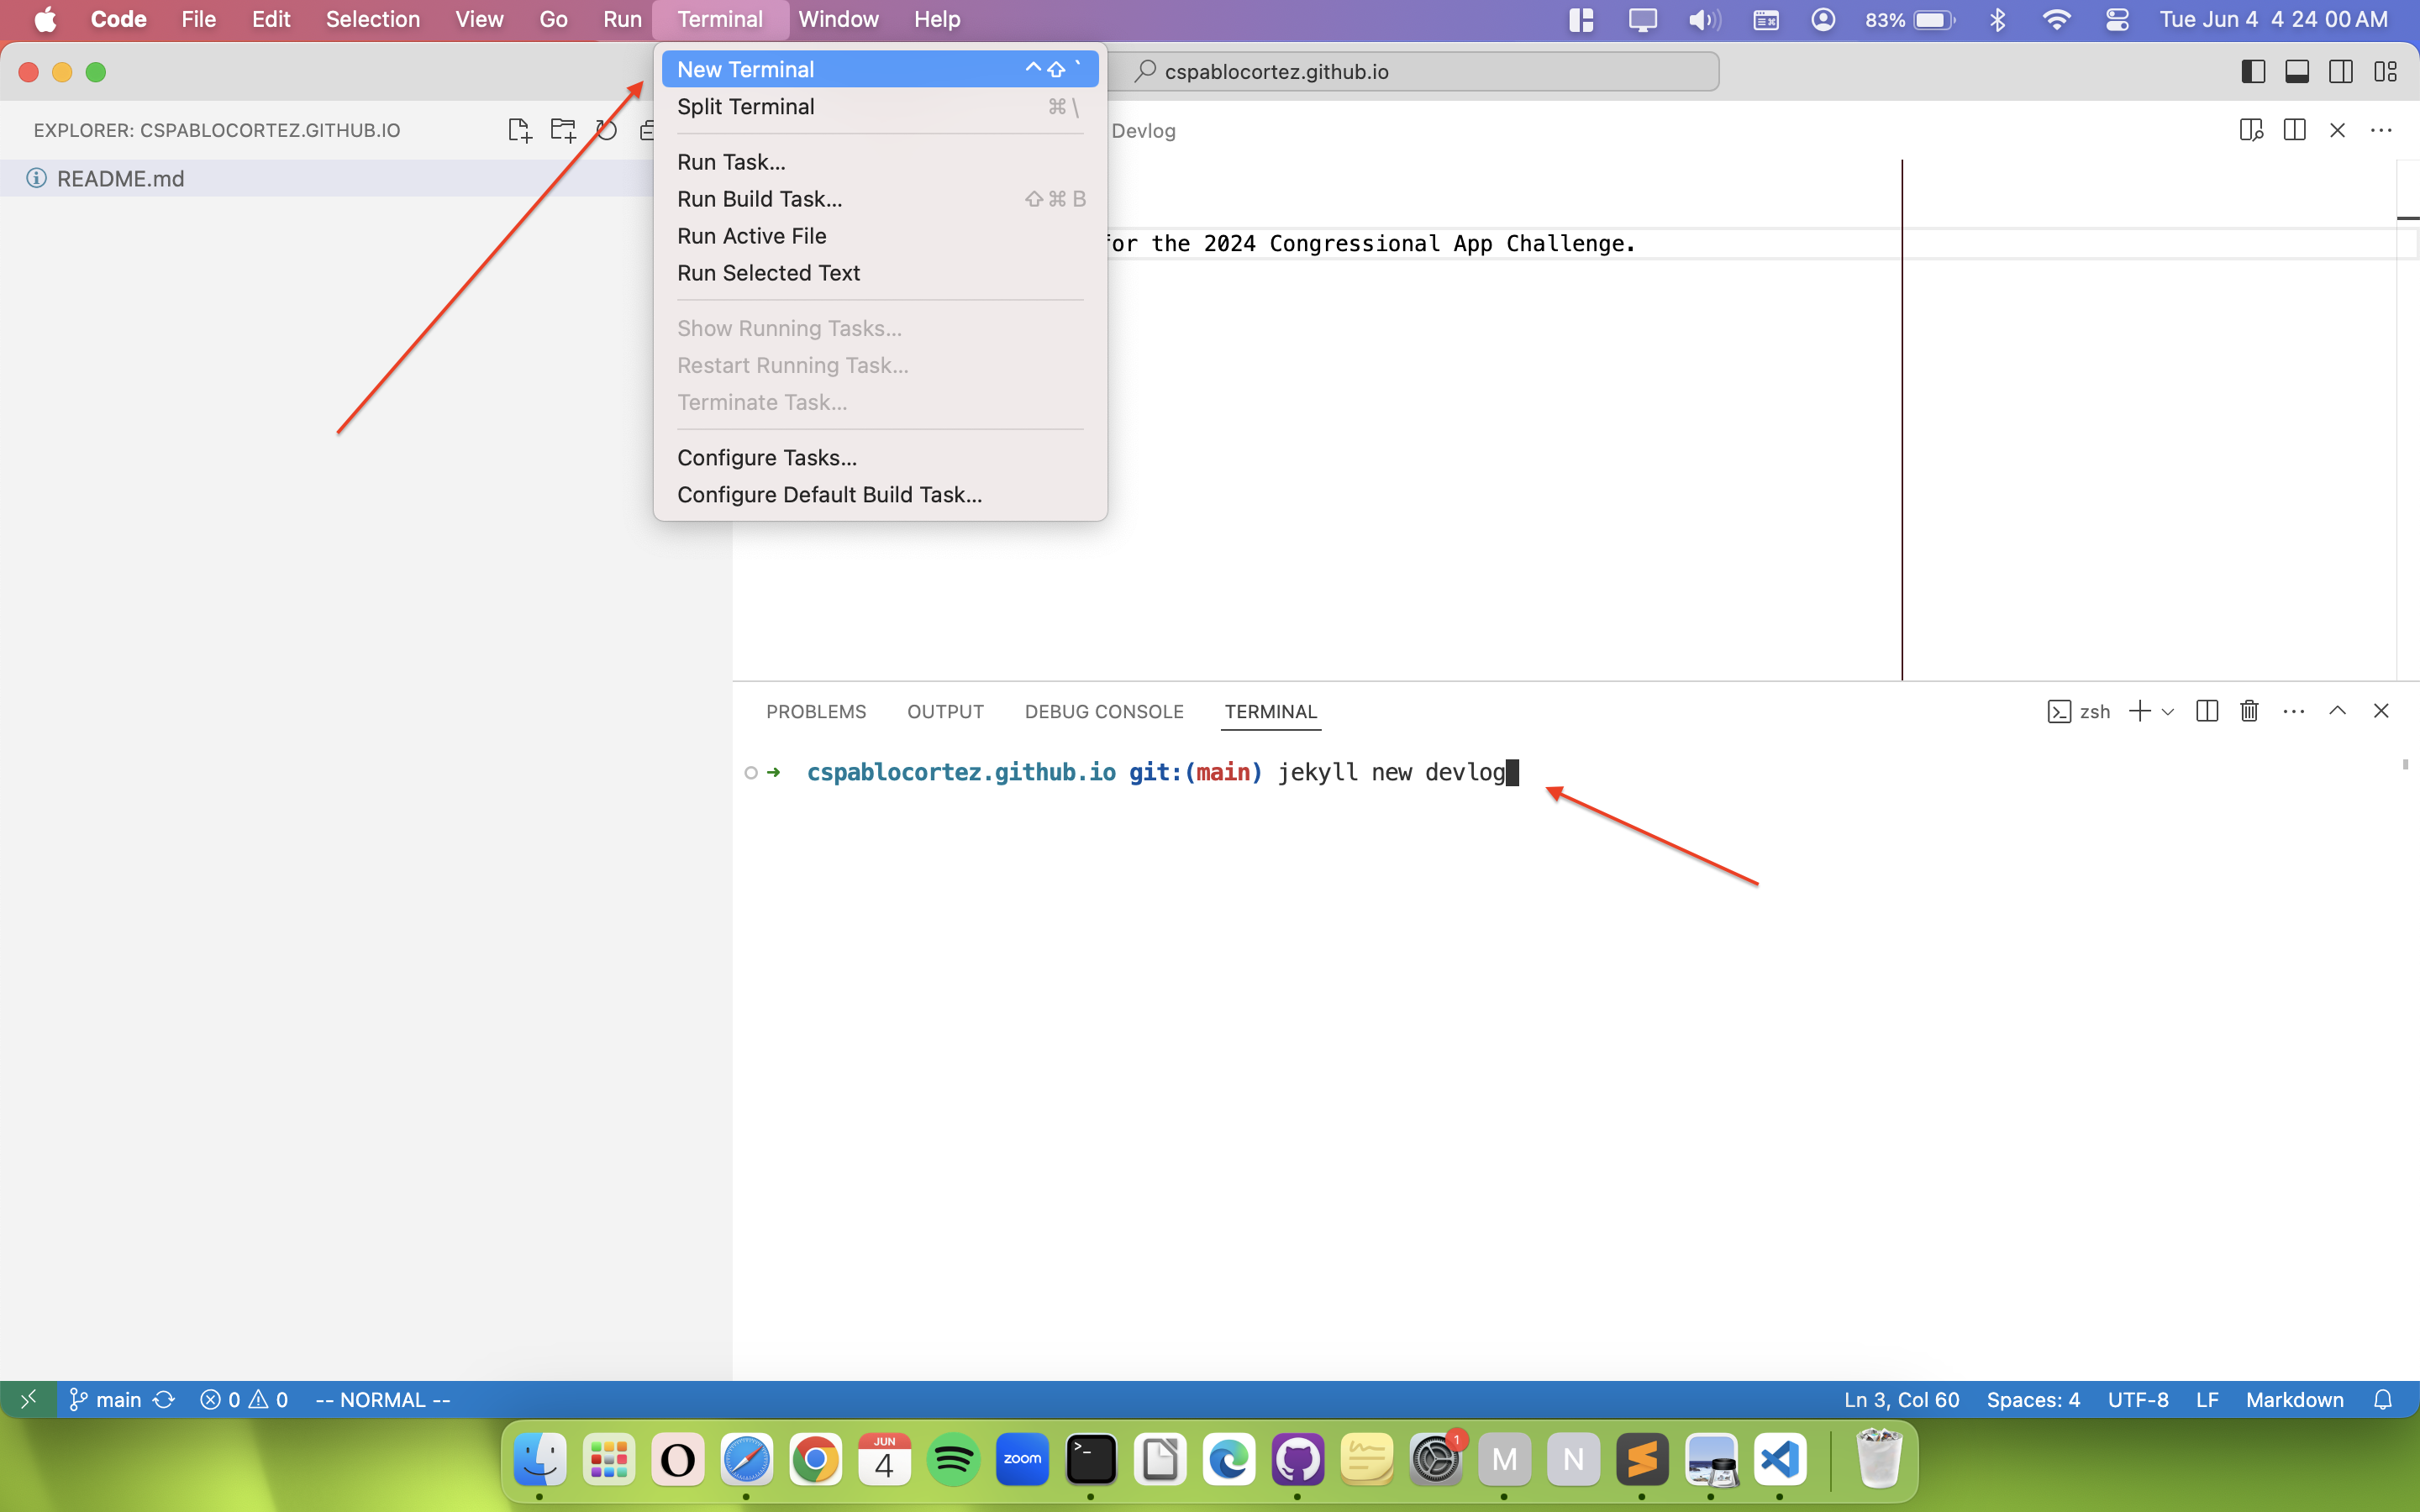 Code File Edit Selection View Go Run Terminal Window Help 83% Tue Jun 4 4 24 00 AM
New Terminal ^⇧`
cspablocortez.github.io
Split Terminal ⌘\
EXPLORER: CSPABLOCORTEZ.GITHUB.IO
Devlog
Run Task...
README.md
Run Build Task... ⇧⌘B
Run Active File
for the 2024 Congressional App Challenge.
Run Selected Text
Show Running Tasks...
Restart Running Task...
Terminate Task...
Configure Tasks...
Configure Default Build Task...
PROBLEMS OUTPUT DEBUG CONSOLE TERMINAL zsh
➜ cspablocortez.github.io git:(main) jekyll new devlog
main 0 0 -- NORMAL -- Ln 3, Col 60 Spaces: 4 UTF-8 LF Markdown
JUN
4
zoom
>_
1
M
N